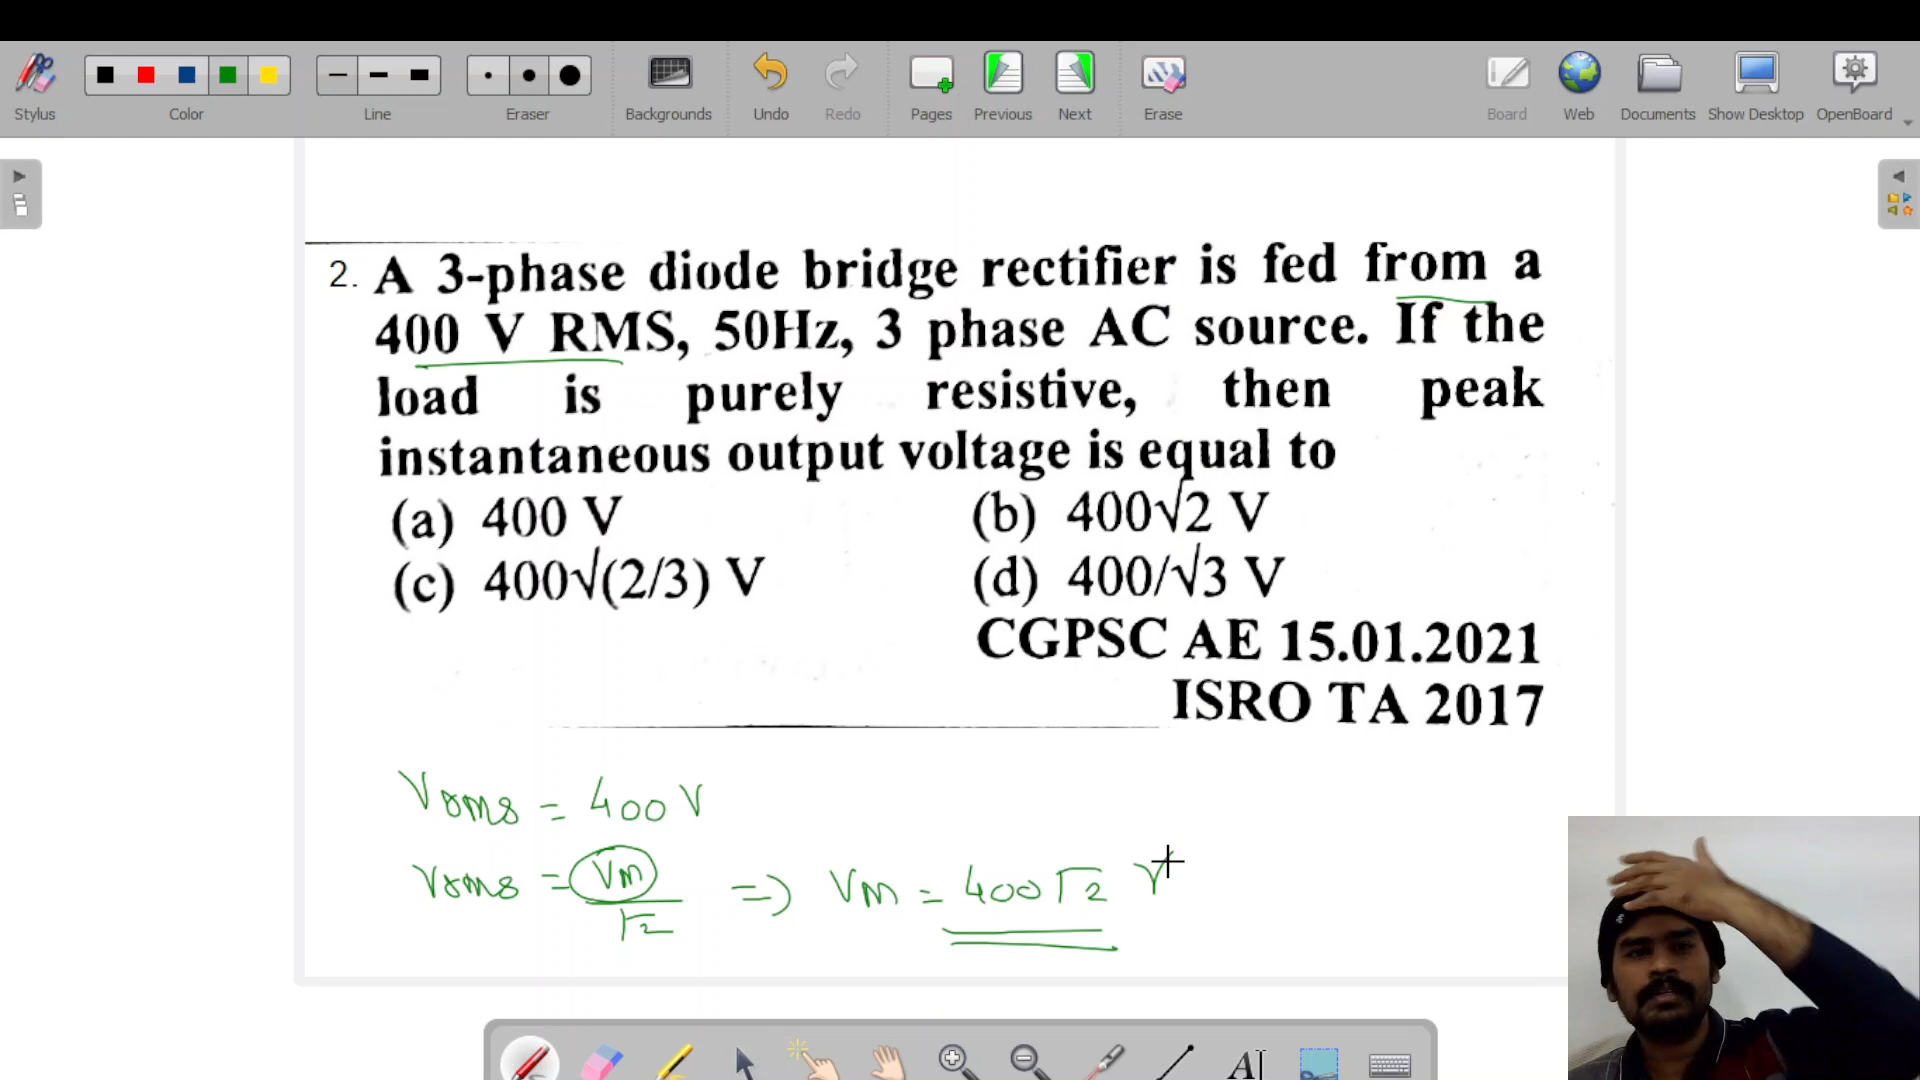 Stylus
Color
Line
Eraser
Backgrounds
Undo
Redo
Pages
Previous
Next
Erase
Board
Web
Documents
Show Desktop
OpenBoard
2. A 3-phase diode bridge rectifier is fed from a
400 V RMS, 50Hz, 3 phase AC source. If the
load is purely resistive, then peak
instantaneous output voltage is equal to
(a) 400 V (b) 400√2 V
(c) 400√(2/3) V (d) 400/√3 V
CGPSC AE 15.01.2021
ISRO TA 2017
Vrms = 400 V
Vrms = Vm/√2 => Vm = 400√2 V